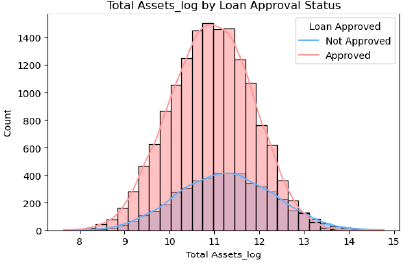 Total Assets_log by Loan Approval Status
Loan Approved
Not Approved
Approved
Count
1400
1200
1000
800
600
400
200
0
8 9 10 11 12 13 14 15
Total Assets_log